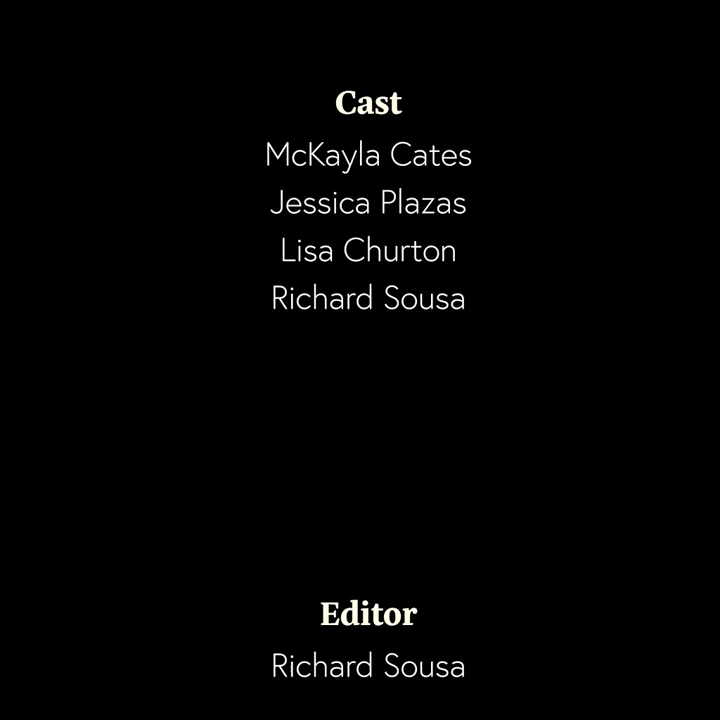 Cast
McKayla Cates
Jessica Plazas
Lisa Churton
Richard Sousa
Editor
Richard Sousa